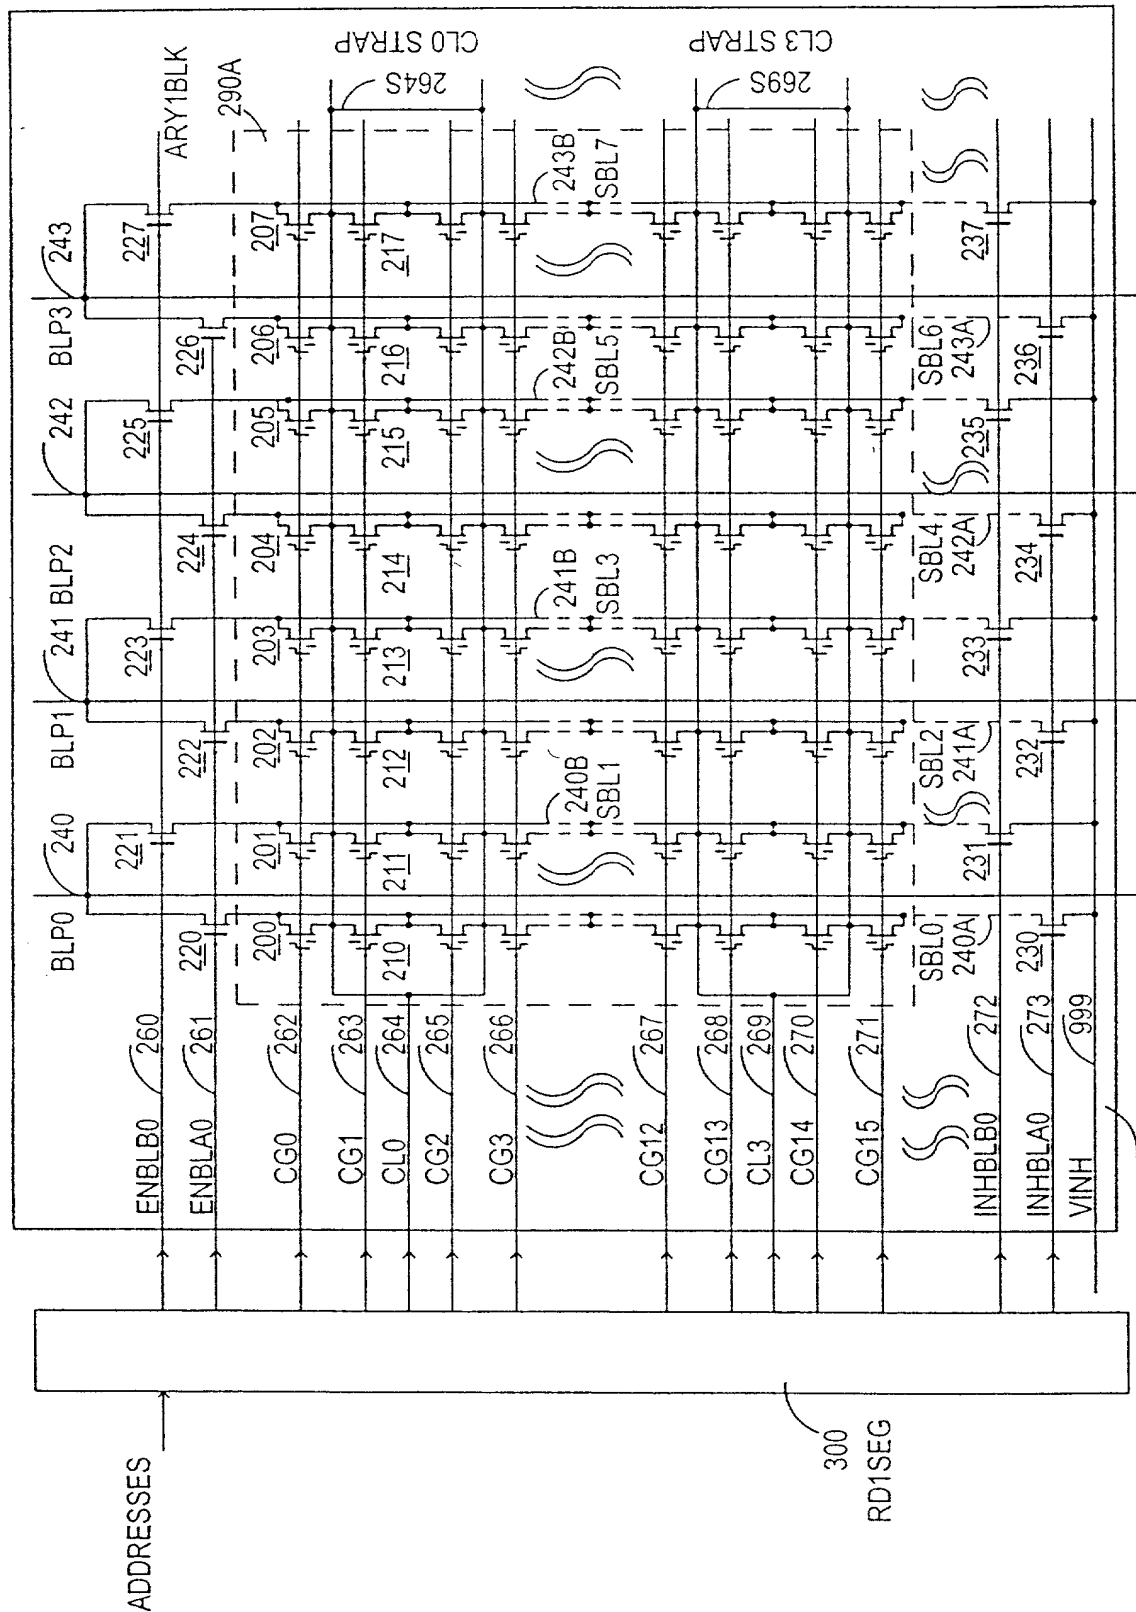 ADDRESSES
300
RD1SEG
ENBLB0 260
ENBLA0 261
CG0 262
CG1 263
CL0 264
CG2 265
CG3 266
CG12 267
CG13 268
CL3 269
CG14 270
CG15 271
INHBLB0 272
INHBLA0 273
VINH 999
BLP0 240
BLP1 241
BLP2 242
BLP3 243
220 221 222 223 224 225 226 227
ARY1BLK
290A
200 201 202 203 204 205 206 207
210 211 212 213 214 215 216 217
CL0 STRAP
264S
CL3 STRAP
269S
240B
SBL1
241B
SBL3
242B
SBL5
243B
SBL7
SBL0
240A
SBL2
241A
SBL4
242A
SBL6
243A
230 231 232 233 234 235 236 237